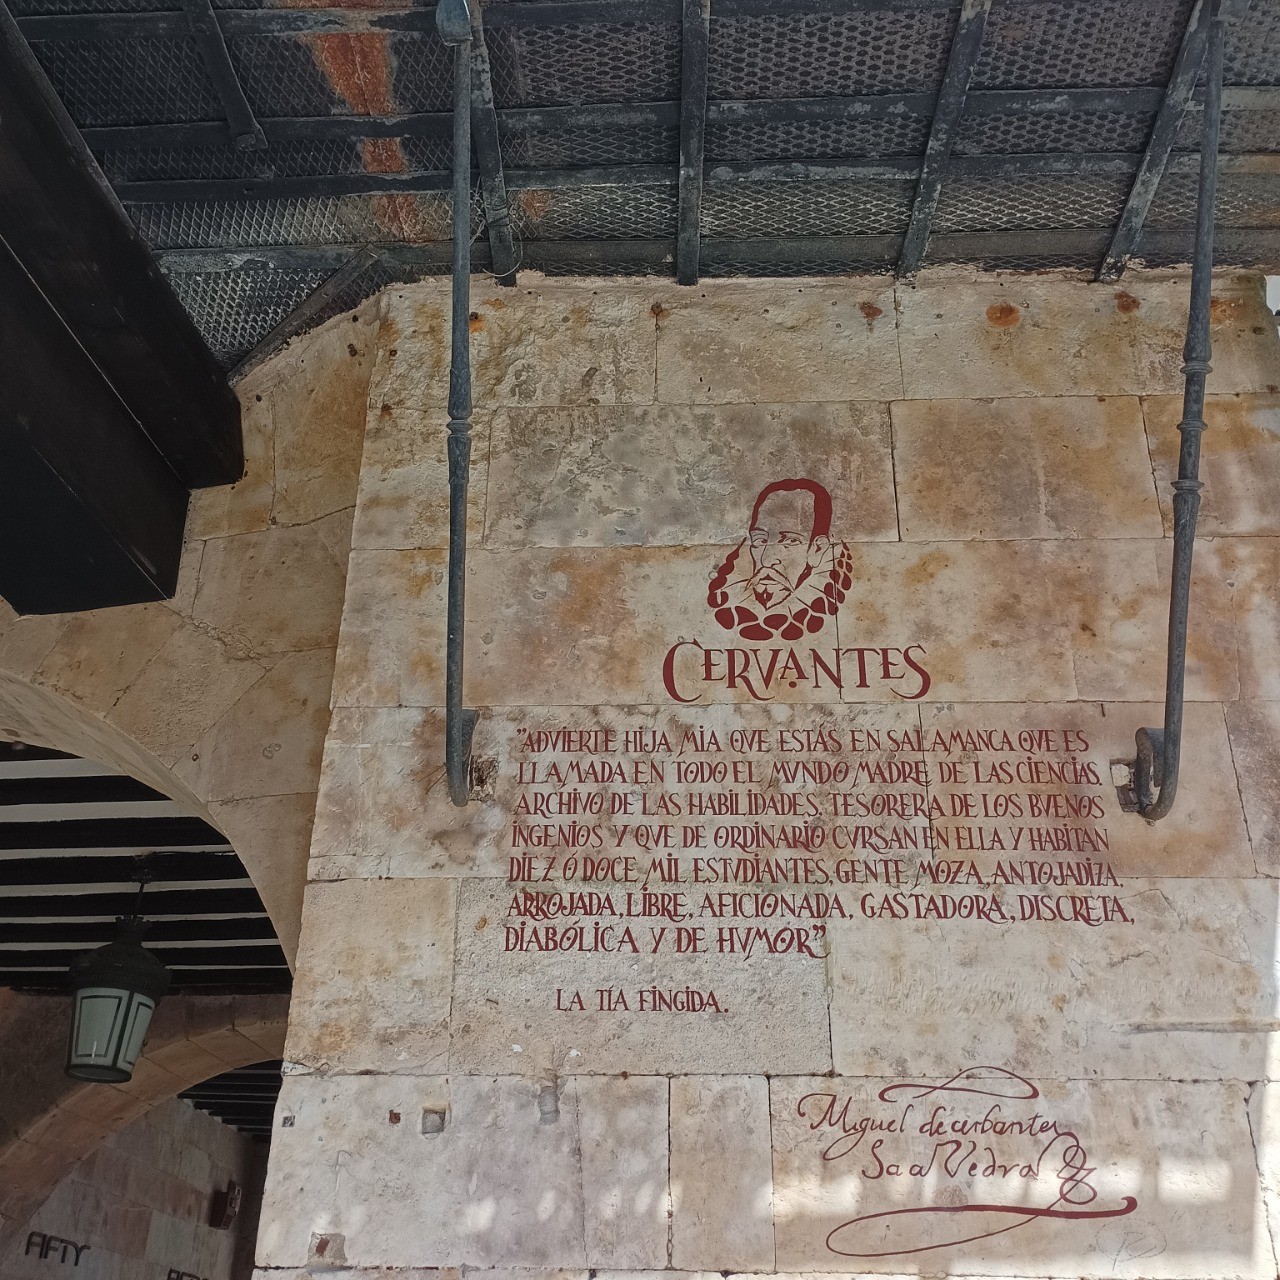 CERVANTES
"ADVIERTE HIJA MIA QVE ESTÁS EN SALAMANCA QVE ES
LLAMADA EN TODO EL MVNDO MADRE DE LAS CIENCIAS.
ARCHIVO DE LAS HABILIDADES, TESORERA DE LOS BVENOS
INGENIOS Y QVE DE ORDINARIO CVRSAN EN ELLA Y HABITAN
DIEZ Ó DOCE MIL ESTVDIANTES, GENTE MOZA, ANTOJADIZA,
ARROJADA, LIBRE, AFICIONADA, GASTADORA, DISCRETA,
DIABÓLICA Y DE HVMOR"
LA TÍA FINGIDA.
Miguel de cerbantes
Saavedra
FIFTY